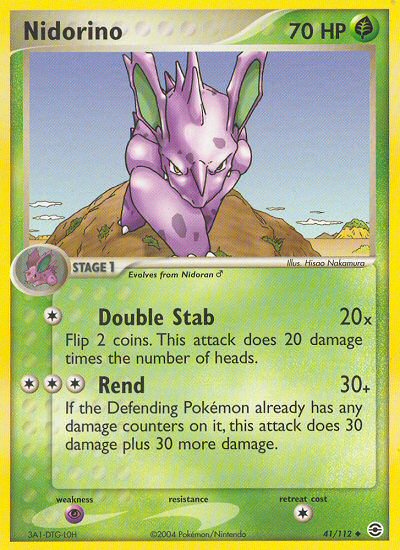 Nidorino 70 HP
Illus. Hisao Nakamura
STAGE 1
Evolves from Nidoran ♂
Double Stab 20x
Flip 2 coins. This attack does 20 damage
times the number of heads.
Rend 30+
If the Defending Pokémon already has any
damage counters on it, this attack does 30
damage plus 30 more damage.
weakness resistance retreat cost
3A1-DTG-L0H ©2004 Pokémon/Nintendo 41/112